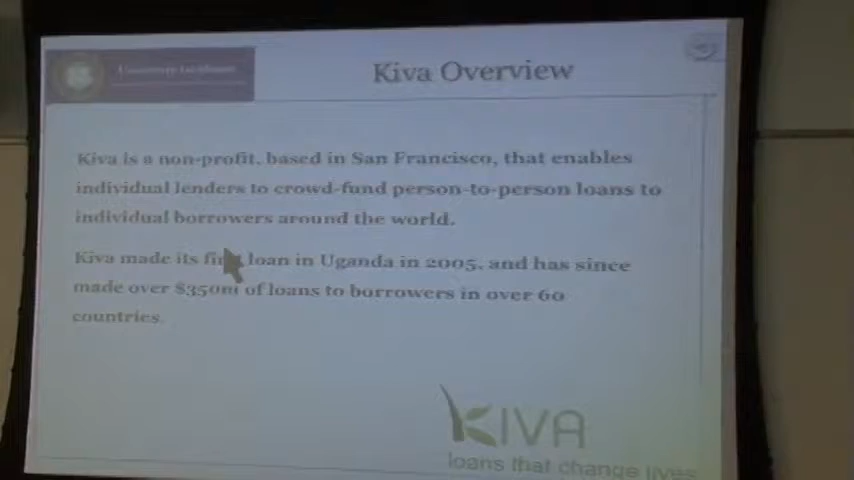 Kiva Overview
Kiva is a non-profit, based in San Francisco, that enables
individual lenders to crowd-fund person-to-person loans to
individual borrowers around the world.
Kiva made its first loan in Uganda in 2005, and has since
made over $350m of loans to borrowers in over 60
countries.
KIVA
loans that change lives